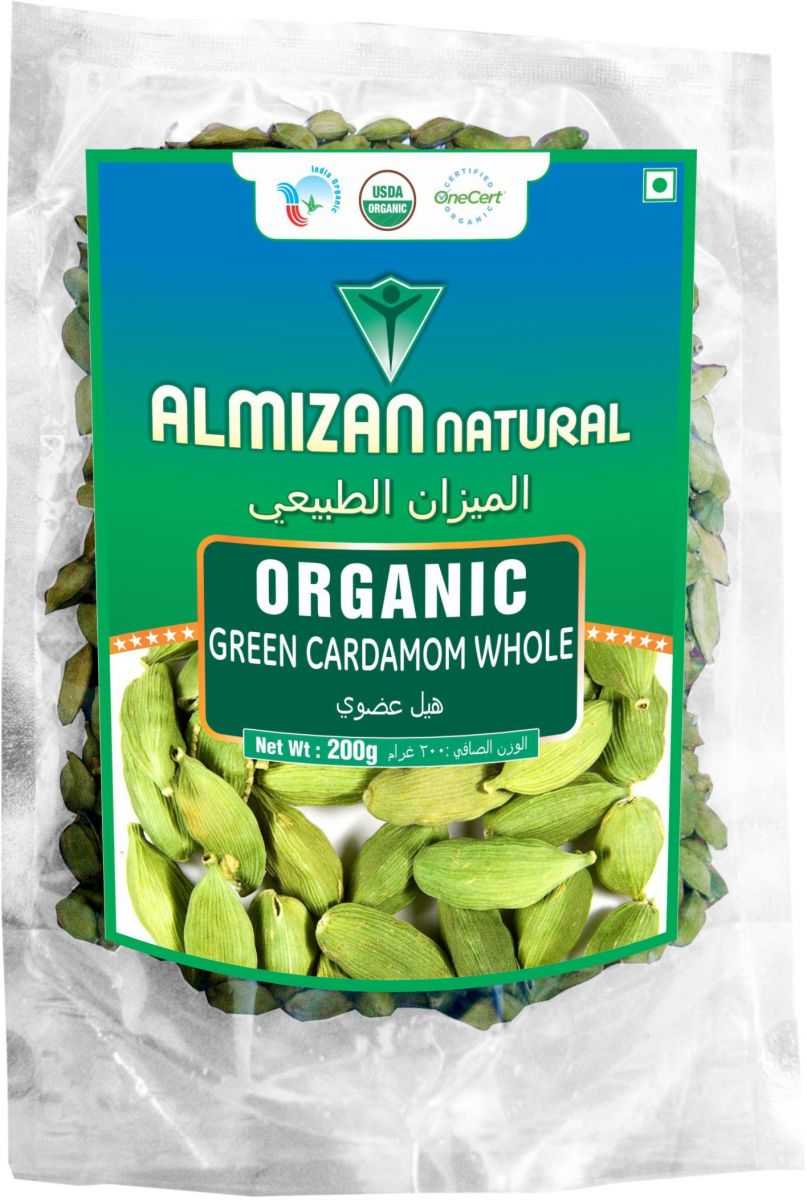 India Organic
USDA
ORGANIC
CERTIFIED
OneCert
ORGANIC
ALMIZAN NATURAL
الميزان الطبيعي
ORGANIC
GREEN CARDAMOM WHOLE
هيل عضوي
Net Wt : 200g الوزن الصافي : ٢٠٠ غرام